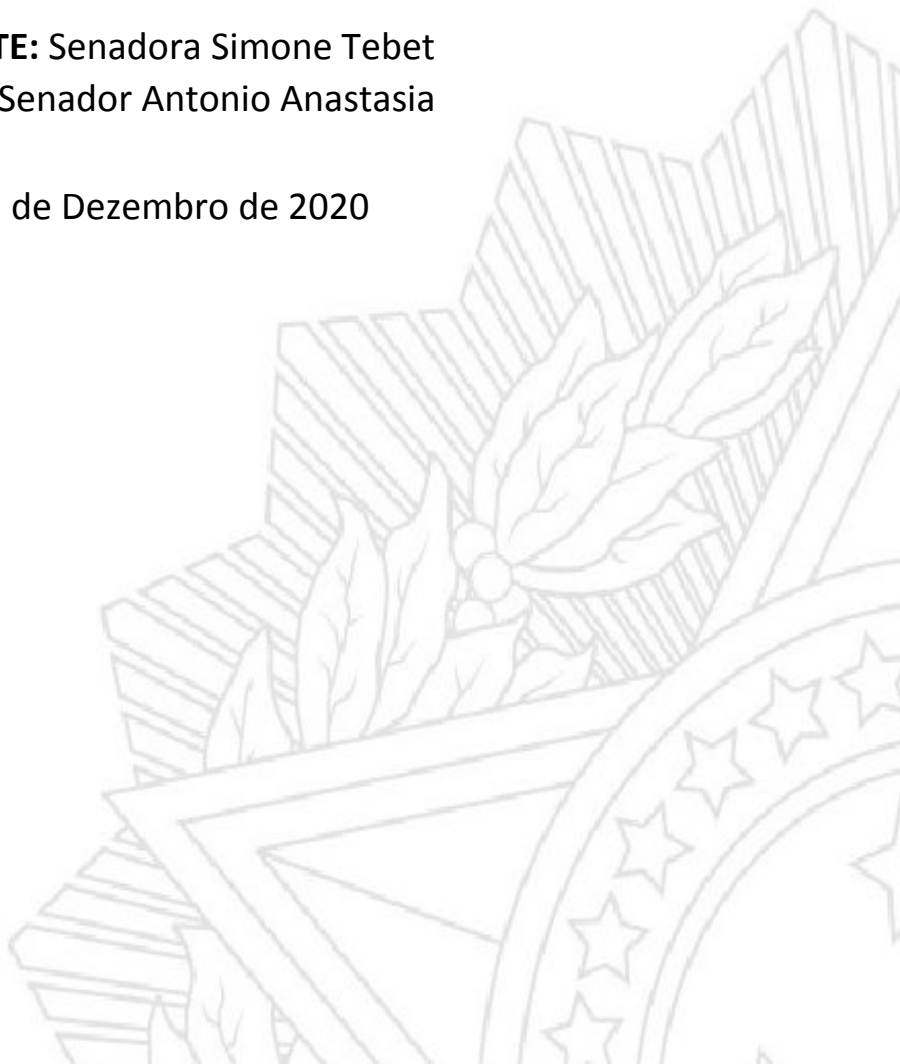 TE: Senadora Simone Tebet
Senador Antonio Anastasia
de Dezembro de 2020